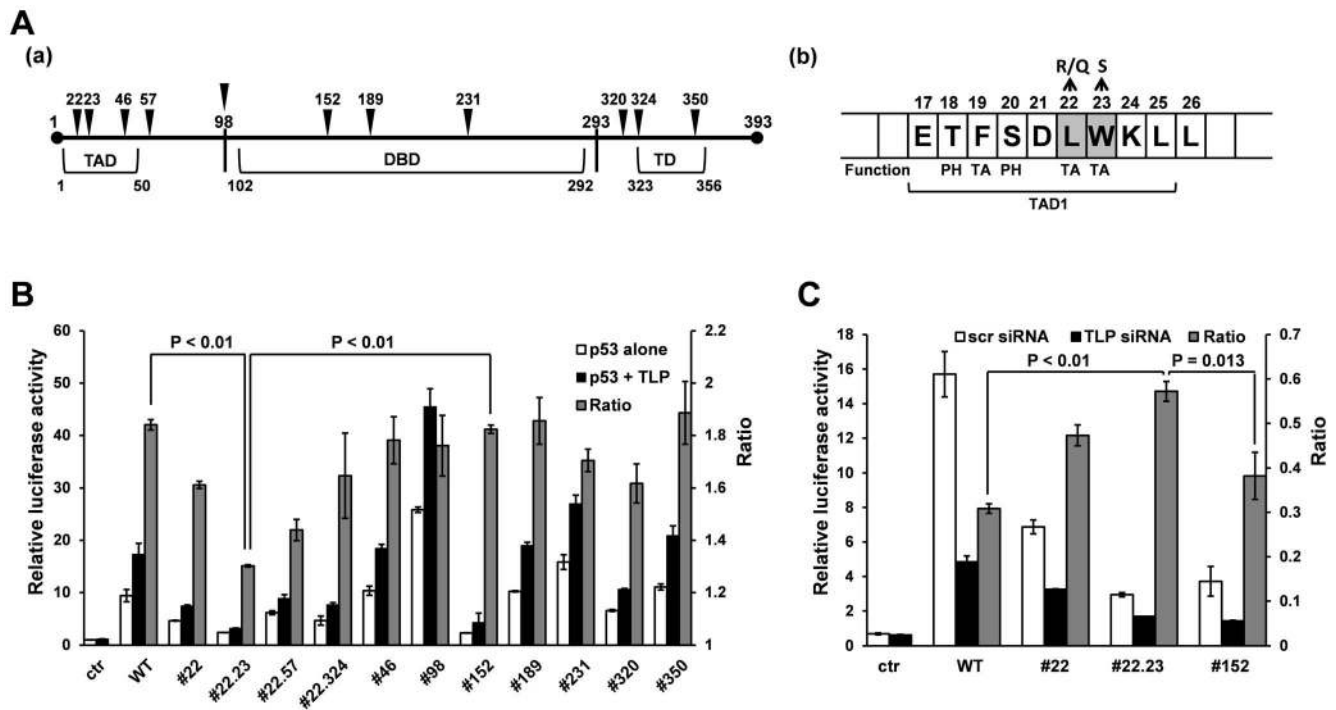 A
(a)
22 23 46 57 152 189 231 320 324 350
1 98 293 393
TAD DBD TD
1 50 102 292 323 356
(b)
R/Q S
17 18 19 20 21 22 23 24 25 26
E T F S D L W K L L
Function PH TA PH TA TA
TAD1
B
Relative luciferase activity
60
50
40
30
20
10
0
P < 0.01 P < 0.01
p53 alone
p53 + TLP
Ratio
2.2
2
1.8
1.6
1.4
1.2
1
Ratio
ctr WT #22 #22.23 #22.57 #22.324 #46 #98 #152 #189 #231 #320 #350
C
Relative luciferase activity
18
16
14
12
10
8
6
4
2
0
scr siRNA TLP siRNA Ratio
P < 0.01 P = 0.013
0.7
0.6
0.5
0.4
0.3
0.2
0.1
0
Ratio
ctr WT #22 #22.23 #152